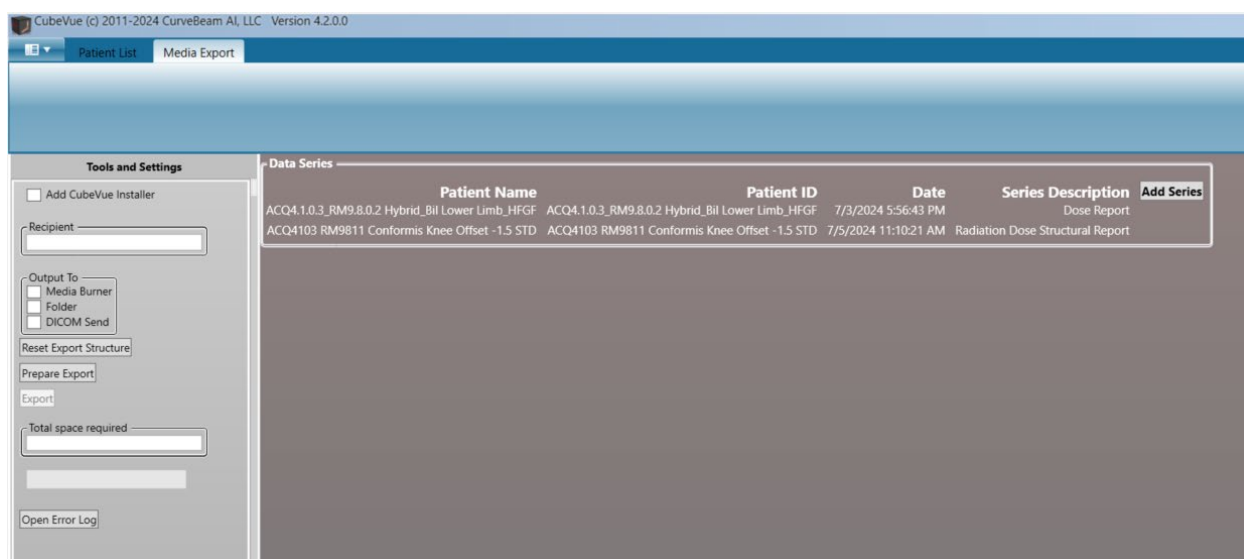 CubeVue (c) 2011-2024 CurveBeam AI, LLC Version 4.2.0.0
Patient List Media Export
Tools and Settings
Add CubeVue Installer
Recipient
Output To
Media Burner
Folder
DICOM Send
Reset Export Structure
Prepare Export
Export
Total space required
Open Error Log
Data Series
Patient Name Patient ID Date Series Description Add Series
ACQ4.1.0.3_RM9.8.0.2 Hybrid_Bil Lower Limb_HFGF ACQ4.1.0.3_RM9.8.0.2 Hybrid_Bil Lower Limb_HFGF 7/3/2024 5:56:43 PM Dose Report
ACQ4103 RM9811 Conformis Knee Offset -1.5 STD ACQ4103 RM9811 Conformis Knee Offset -1.5 STD 7/5/2024 11:10:21 AM Radiation Dose Structural Report